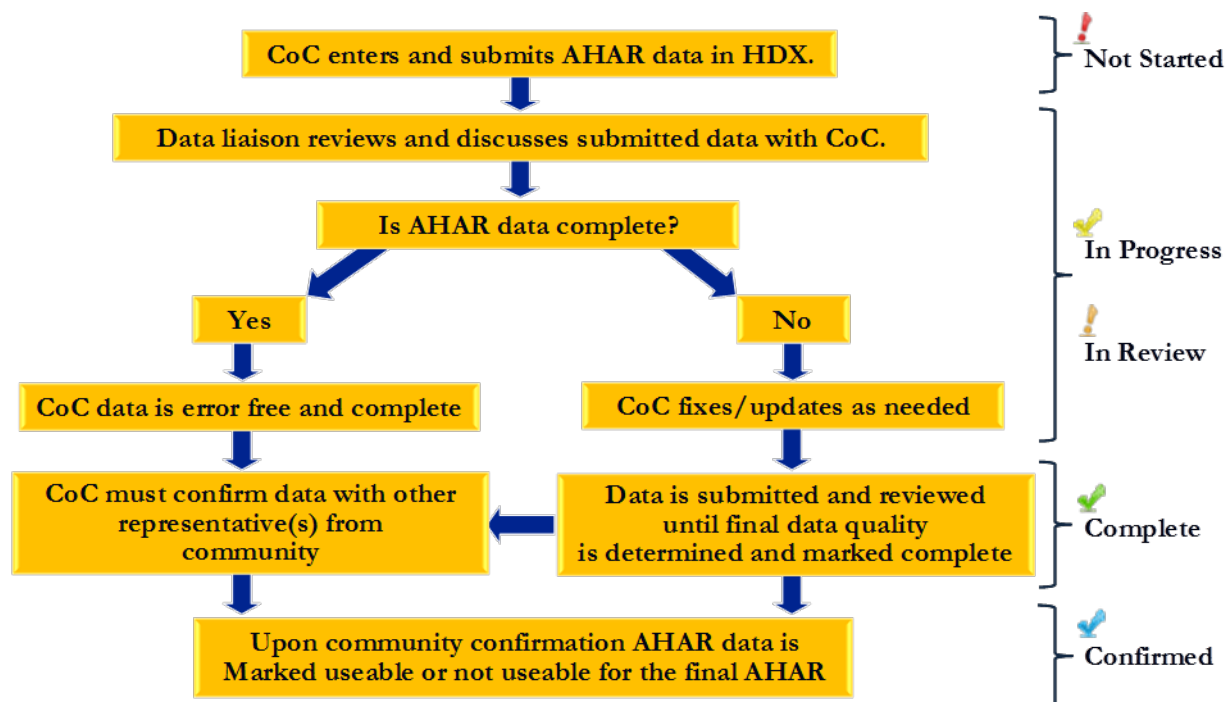 CoC enters and submits AHAR data in HDX.
Not Started
Data liaison reviews and discusses submitted data with CoC.
Is AHAR data complete?
In Progress
Yes
No
In Review
CoC data is error free and complete
CoC fixes/updates as needed
CoC must confirm data with other
representative(s) from
community
Data is submitted and reviewed
until final data quality
is determined and marked complete
Complete
Upon community confirmation AHAR data is
Marked useable or not useable for the final AHAR
Confirmed